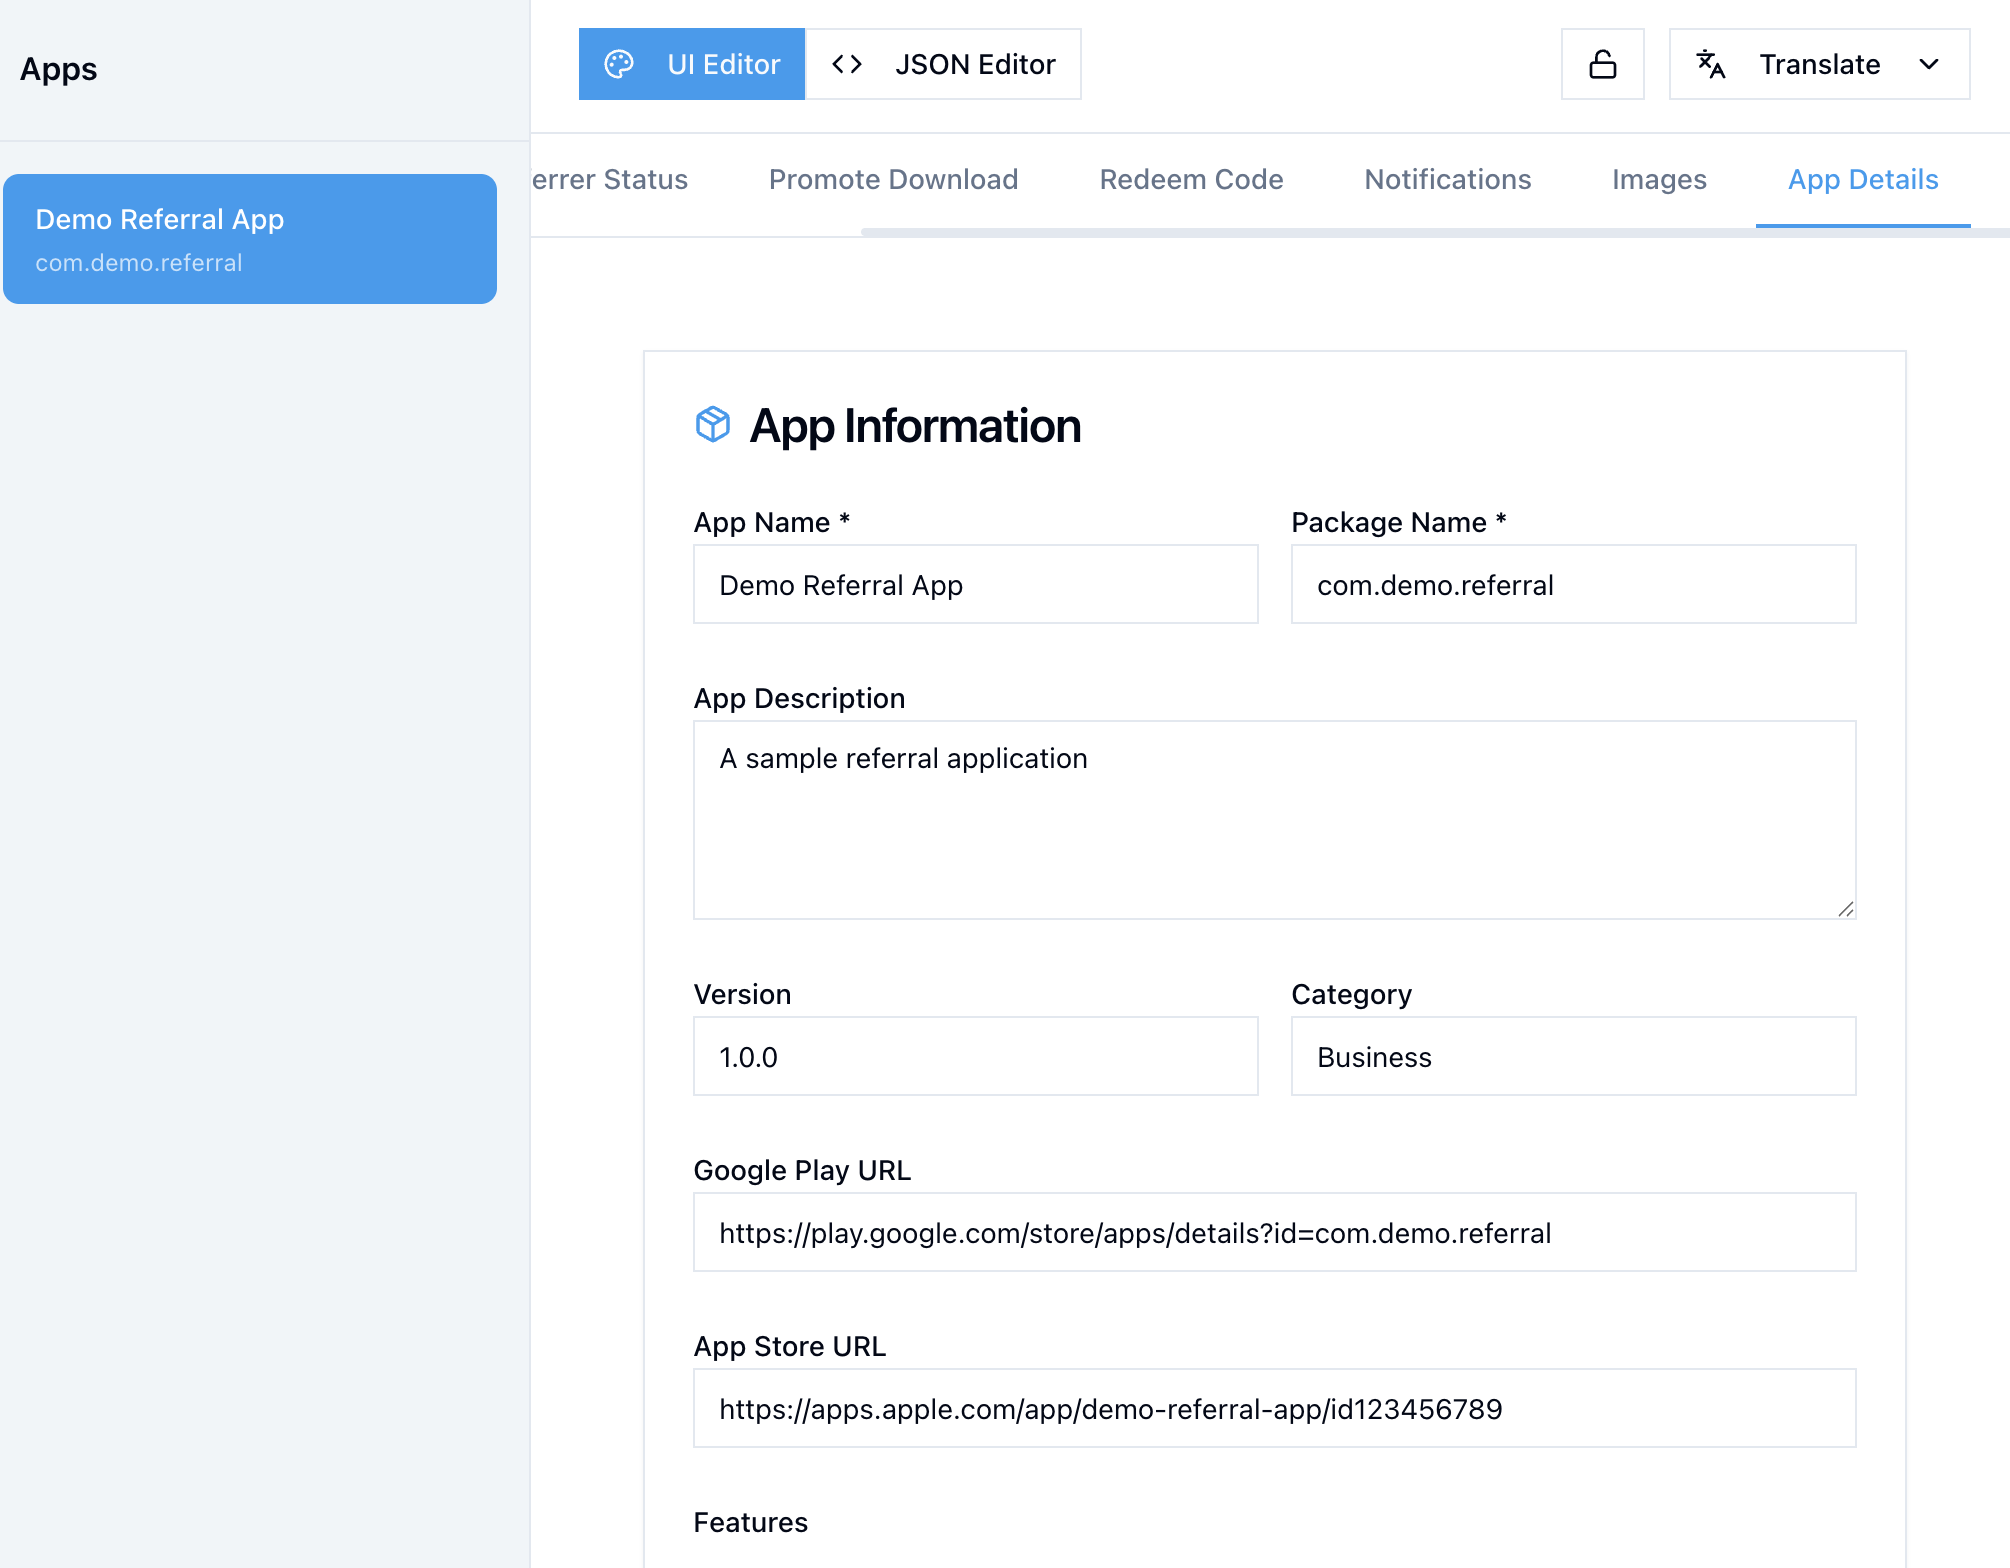 Apps
Demo Referral App
com.demo.referral
UI Editor
JSON Editor
Translate
errer Status
Promote Download
Redeem Code
Notifications
Images
App Details
App Information
App Name *
Package Name *
Demo Referral App
com.demo.referral
App Description
A sample referral application
Version
Category
1.0.0
Business
Google Play URL
https://play.google.com/store/apps/details?id=com.demo.referral
App Store URL
https://apps.apple.com/app/demo-referral-app/id123456789
Features